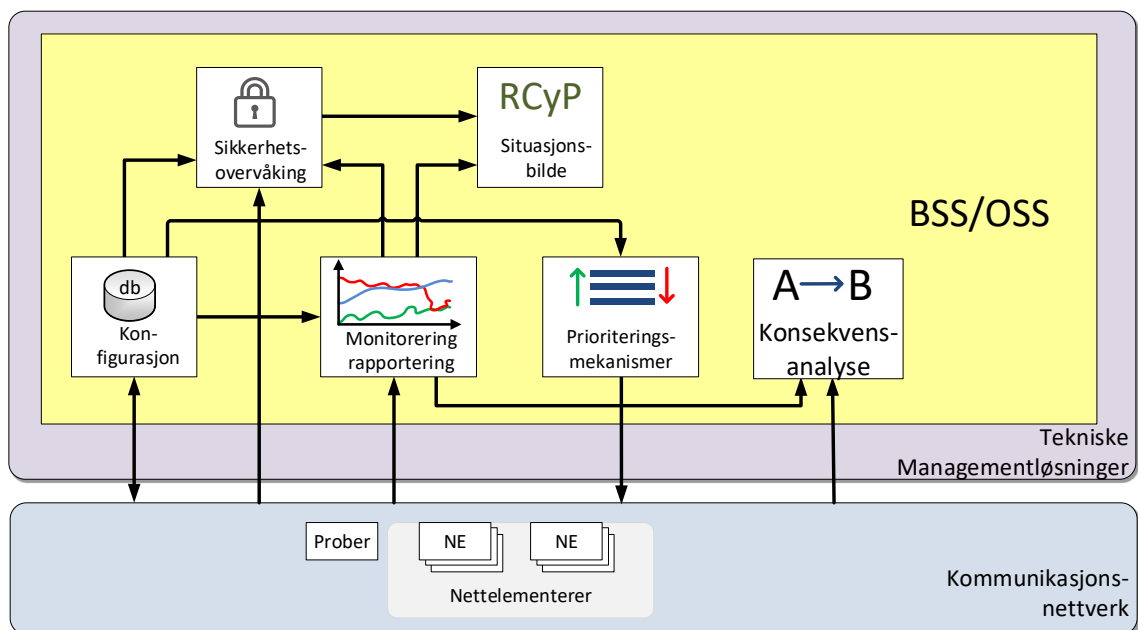 RCyP
Sikkerhets-
overvåking
Situasjons-
bilde
BSS/OSS
db
Kon-
figurasjon
Monitorering
rapportering
Prioriterings-
mekanismer
A→B
Konsekvens-
analyse
Tekniske
Managementløsninger
Prober
NE
NE
Nettelementerer
Kommunikasjons-
nettverk